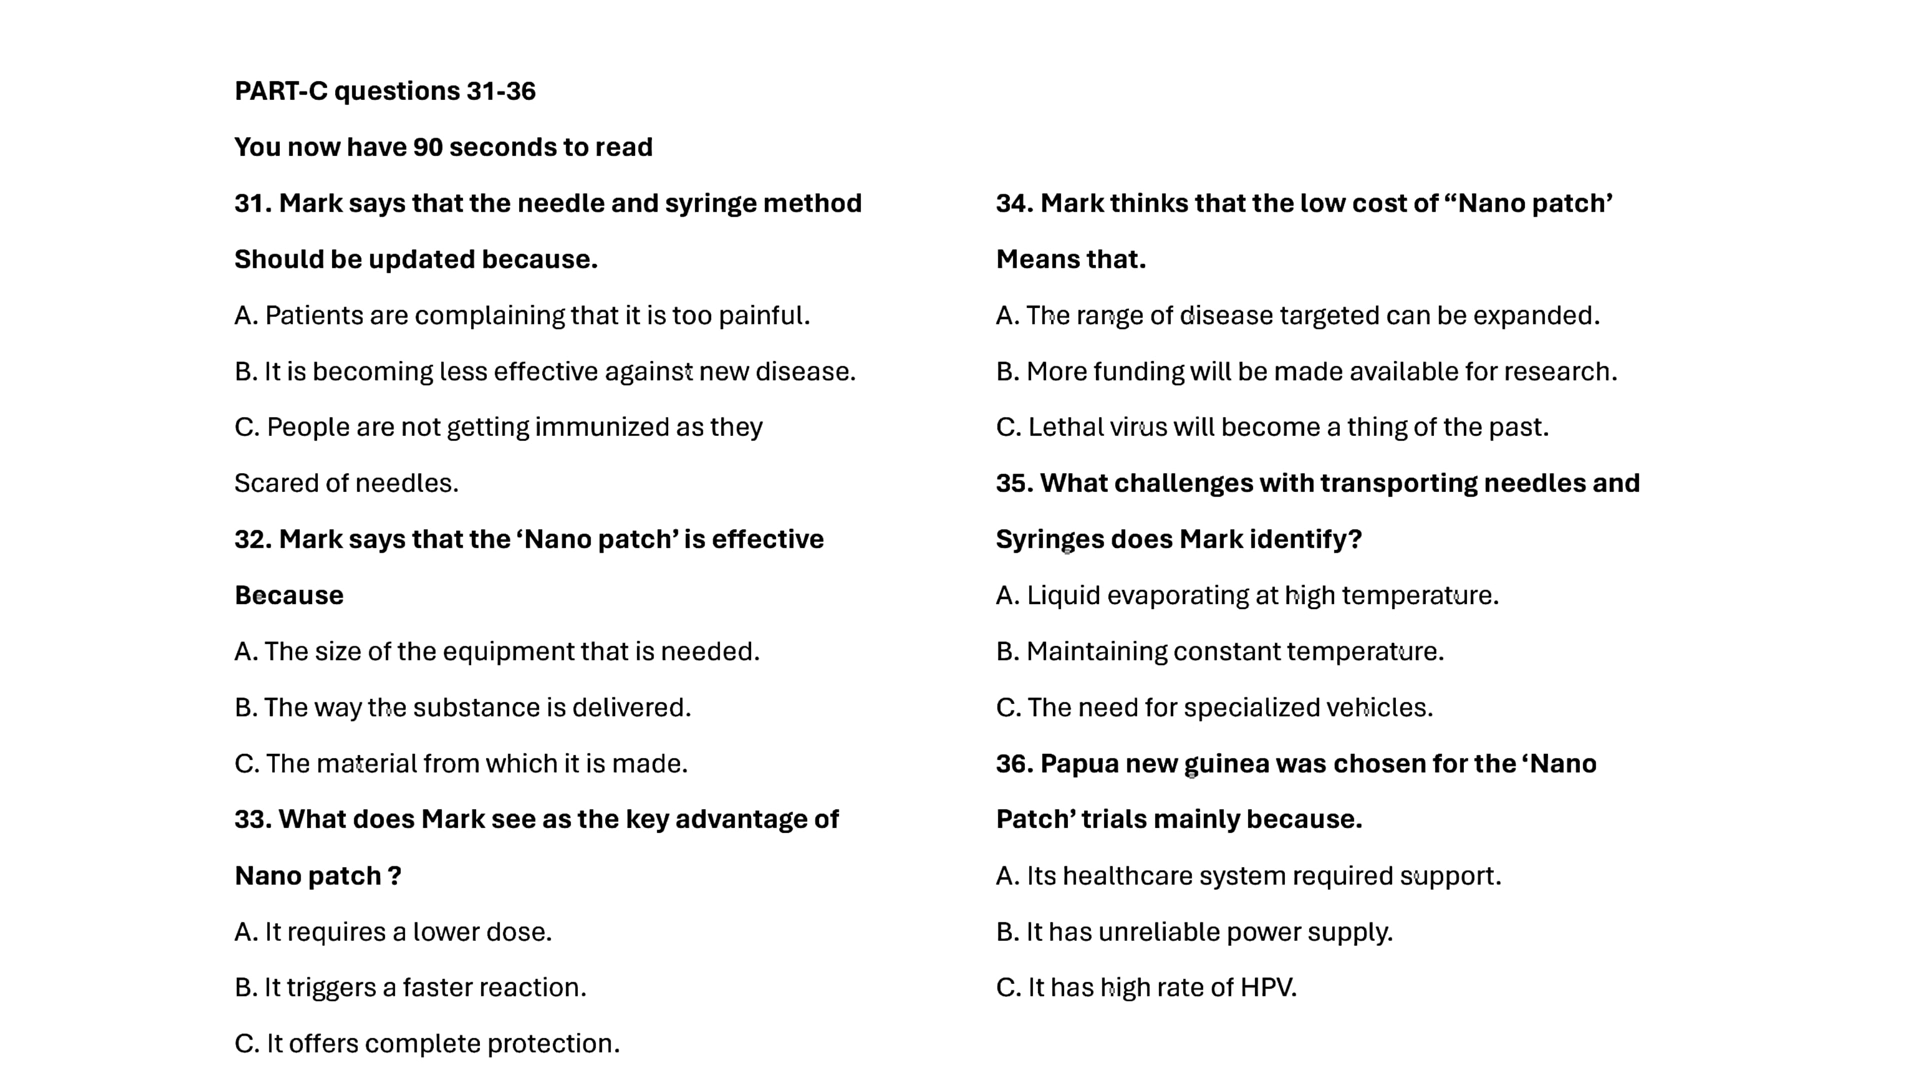 PART-C questions 31-36
You now have 90 seconds to read
31. Mark says that the needle and syringe method
Should be updated because.
A. Patients are complaining that it is too painful.
B. It is becoming less effective against new disease.
C. People are not getting immunized as they
Scared of needles.
32. Mark says that the ‘Nano patch’ is effective
Because
A. The size of the equipment that is needed.
B. The way the substance is delivered.
C. The material from which it is made.
33. What does Mark see as the key advantage of
Nano patch ?
A. It requires a lower dose.
B. It triggers a faster reaction.
C. It offers complete protection.
34. Mark thinks that the low cost of “Nano patch’
Means that.
A. The range of disease targeted can be expanded.
B. More funding will be made available for research.
C. Lethal virus will become a thing of the past.
35. What challenges with transporting needles and
Syringes does Mark identify?
A. Liquid evaporating at high temperature.
B. Maintaining constant temperature.
C. The need for specialized vehicles.
36. Papua new guinea was chosen for the ‘Nano
Patch’ trials mainly because.
A. Its healthcare system required support.
B. It has unreliable power supply.
C. It has high rate of HPV.